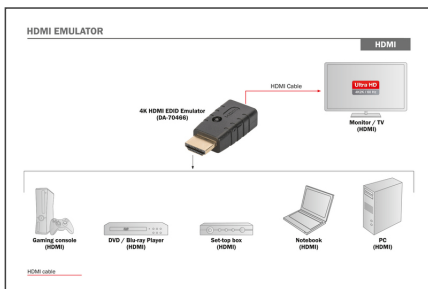 HDMI EMULATOR
HDMI
HDMI Cable
Ultra HD
4K HDMI EDID Emulator
(DA-70466)
Monitor / TV
(HDMI)
Gaming console
(HDMI)
DVD / Blu-ray Player
(HDMI)
Set-top box
(HDMI)
Notebook
(HDMI)
PC
(HDMI)
HDMI cable